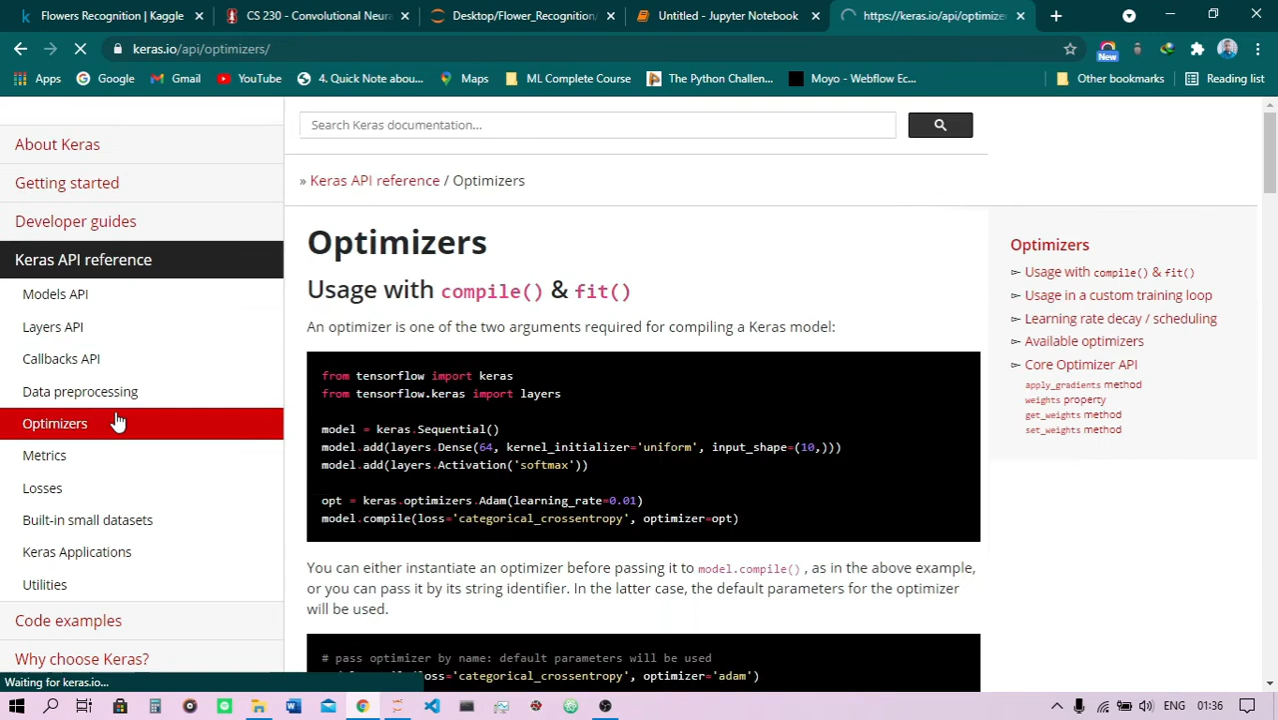 Flowers Recognition | Kaggle
CS 230 - Convolutional Neura
Desktop/Flower_Recognition/
Untitled - Jupyter Notebook
https://keras.io/api/optimize
keras.io/api/optimizers/
New
Apps
Google
Gmail
YouTube
4. Quick Note abou...
Maps
ML Complete Course
The Python Challen...
Moyo - Webflow Ec...
Other bookmarks
Reading list
About Keras
Getting started
Developer guides
Keras API reference
Models API
Layers API
Callbacks API
Data preprocessing
Optimizers
Metrics
Losses
Built-in small datasets
Keras Applications
Utilities
Code examples
Why choose Keras?
Waiting for keras.io...
Search Keras documentation...
» Keras API reference / Optimizers
Optimizers
Usage with compile() & fit()
An optimizer is one of the two arguments required for compiling a Keras model:
from tensorflow import keras
from tensorflow.keras import layers
model = keras.Sequential()
model.add(layers.Dense(64, kernel_initializer='uniform', input_shape=(10,)))
model.add(layers.Activation('softmax'))
opt = keras.optimizers.Adam(learning_rate=0.01)
model.compile(loss='categorical_crossentropy', optimizer=opt)
You can either instantiate an optimizer before passing it to model.compile() , as in the above example,
or you can pass it by its string identifier. In the latter case, the default parameters for the optimizer
will be used.
# pass optimizer by name: default parameters will be used
(loss='categorical_crossentropy', optimizer='adam')
Optimizers
► Usage with compile() & fit()
► Usage in a custom training loop
► Learning rate decay / scheduling
► Available optimizers
► Core Optimizer API
apply_gradients method
weights property
get_weights method
set_weights method
ENG
01:36